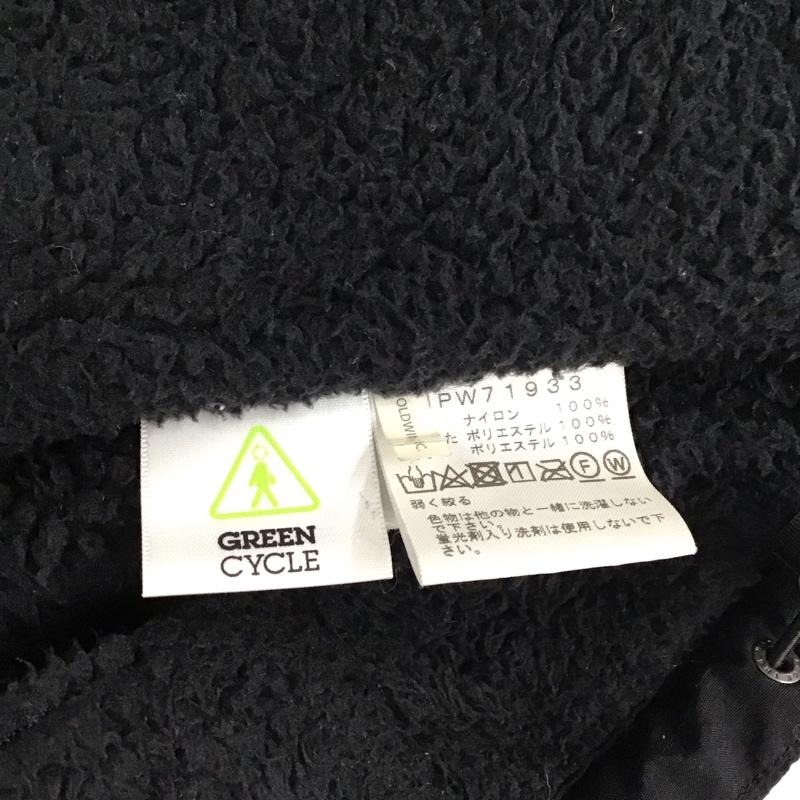 GREEN
CYCLE
OLDWIN
PW71933
ナイロン 100%
た ポリエステル 100%
ポリエステル 100%
弱く絞る
色物は他の物と一緒に洗濯しない
で下さい。
蛍光剤入り洗剤は使用しないで下
さい。